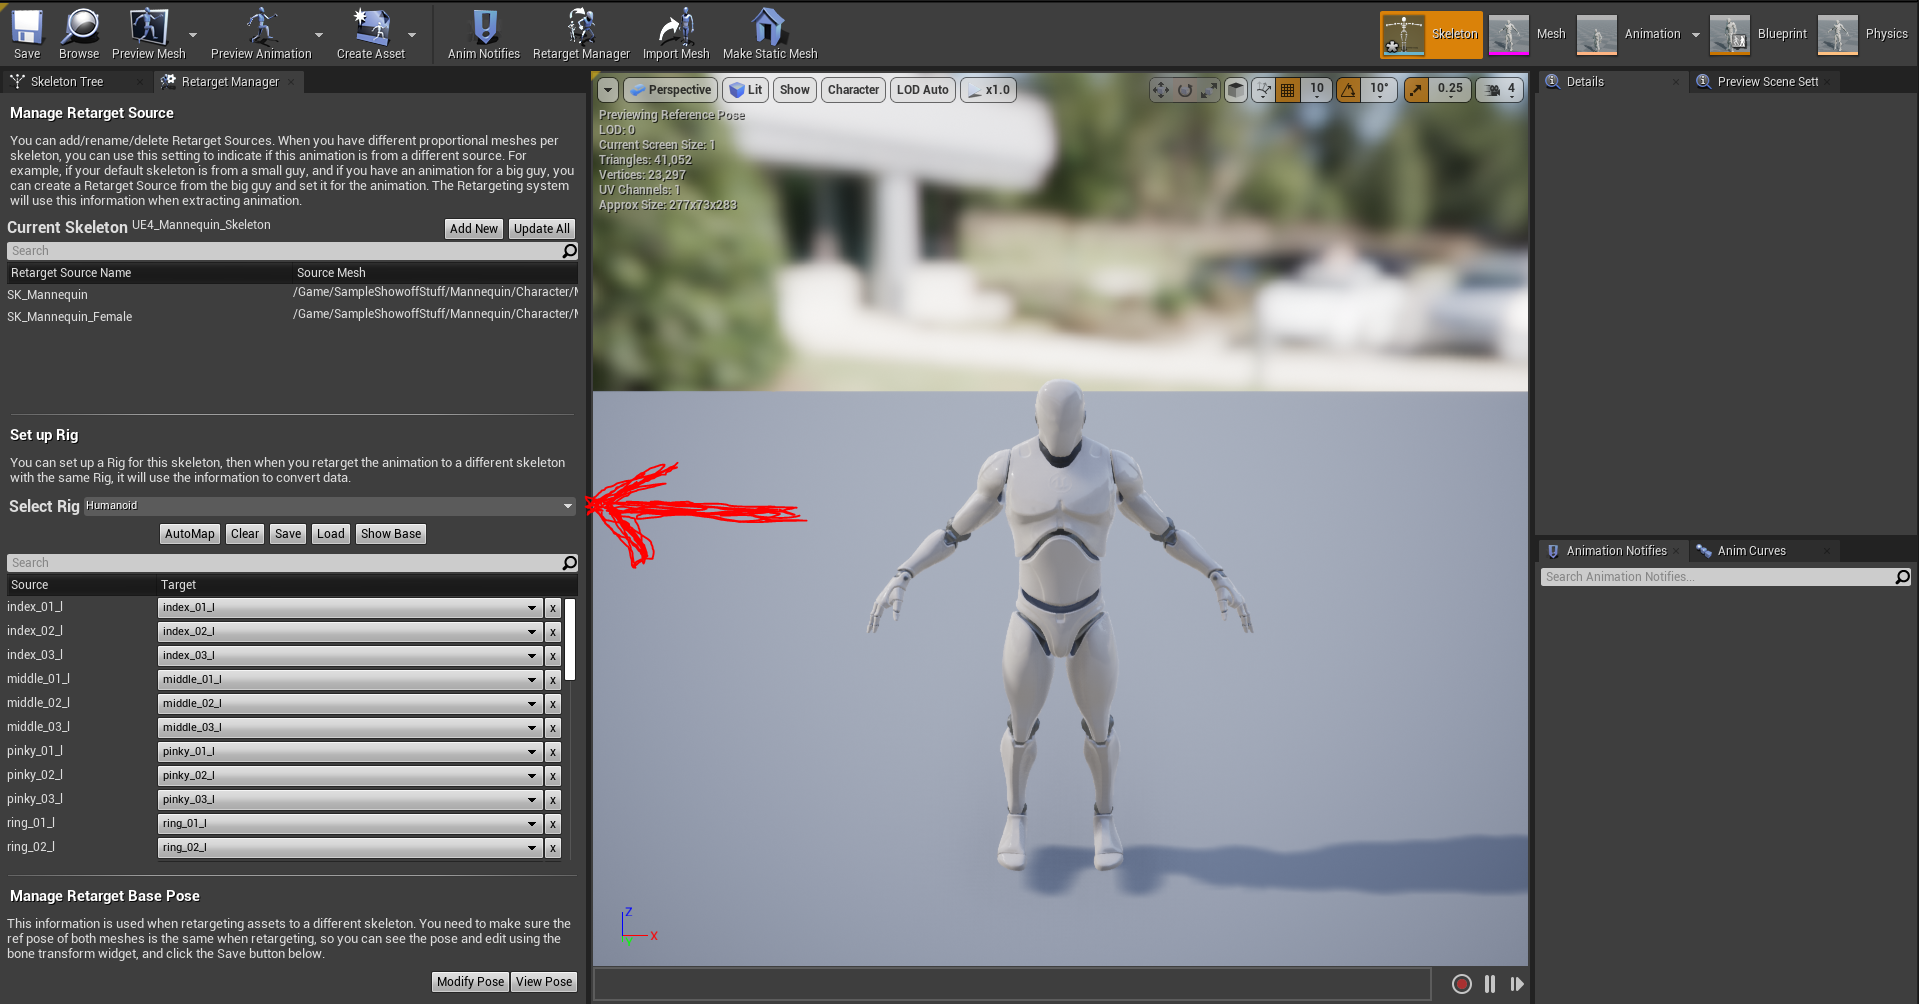 Save
Browse
Preview Mesh
Preview Animation
Create Asset
Anim Notifies
Retarget Manager
Import Mesh
Make Static Mesh
Skeleton
Mesh
Animation
Blueprint
Physics
Skeleton Tree
Retarget Manager
Manage Retarget Source
You can add/rename/delete Retarget Sources. When you have different proportional meshes per
skeleton, you can use this setting to indicate if this animation is from a different source. For
example, if your default skeleton is from a small guy, and if you have an animation for a big guy, you
can create a Retarget Source from the big guy and set it for the animation. The Retargeting system
will use this information when extracting animation.
Current Skeleton UE4_Mannequin_Skeleton
Add New
Update All
Search
Retarget Source Name
Source Mesh
SK_Mannequin
/Game/SampleShowoffStuff/Mannequin/Character/
SK_Mannequin_Female
/Game/SampleShowoffStuff/Mannequin/Character/
Set up Rig
You can set up a Rig for this skeleton, then when you retarget the animation to a different skeleton
with the same Rig, it will use the information to convert data.
Select Rig Humanoid
AutoMap
Clear
Save
Load
Show Base
Search
Source
Target
index_01_l
index_01_l
x
index_02_l
index_02_l
x
index_03_l
index_03_l
x
middle_01_l
middle_01_l
x
middle_02_l
middle_02_l
x
middle_03_l
middle_03_l
x
pinky_01_l
pinky_01_l
x
pinky_02_l
pinky_02_l
x
pinky_03_l
pinky_03_l
x
ring_01_l
ring_01_l
x
ring_02_l
ring_02_l
x
Manage Retarget Base Pose
This information is used when retargeting assets to a different skeleton. You need to make sure the
ref pose of both meshes is the same when retargeting, so you can see the pose and edit using the
bone transform widget, and click the Save button below.
Modify Pose
View Pose
Perspective
Lit
Show
Character
LOD Auto
x1.0
10
10°
0.25
4
Previewing Reference Pose
LOD: 0
Current Screen Size: 1
Triangles: 41,052
Vertices: 23,297
UV Channels: 1
Approx Size: 277x73x283
Z
X
Details
Preview Scene Sett
Animation Notifies
Anim Curves
Search Animation Notifies...